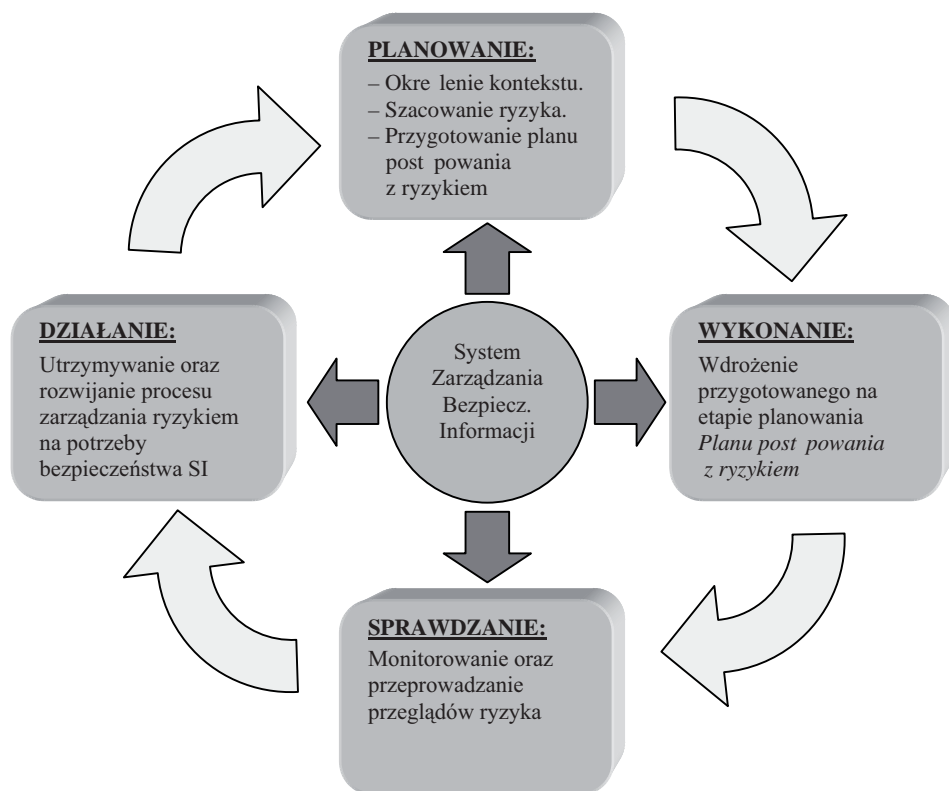 PLANOWANIE:
– Okre lenie kontekstu.
– Szacowanie ryzyka.
– Przygotowanie planu
post powania
z ryzykiem
DZIAŁANIE:
Utrzymywanie oraz
rozwijanie procesu
zarządzania ryzykiem
na potrzeby
bezpieczeństwa SI
System
Zarządzania
Bezpiecz.
Informacji
WYKONANIE:
Wdrożenie
przygotowanego na
etapie planowania
Planu post powania
z ryzykiem
SPRAWDZANIE:
Monitorowanie oraz
przeprowadzanie
przeglądów ryzyka